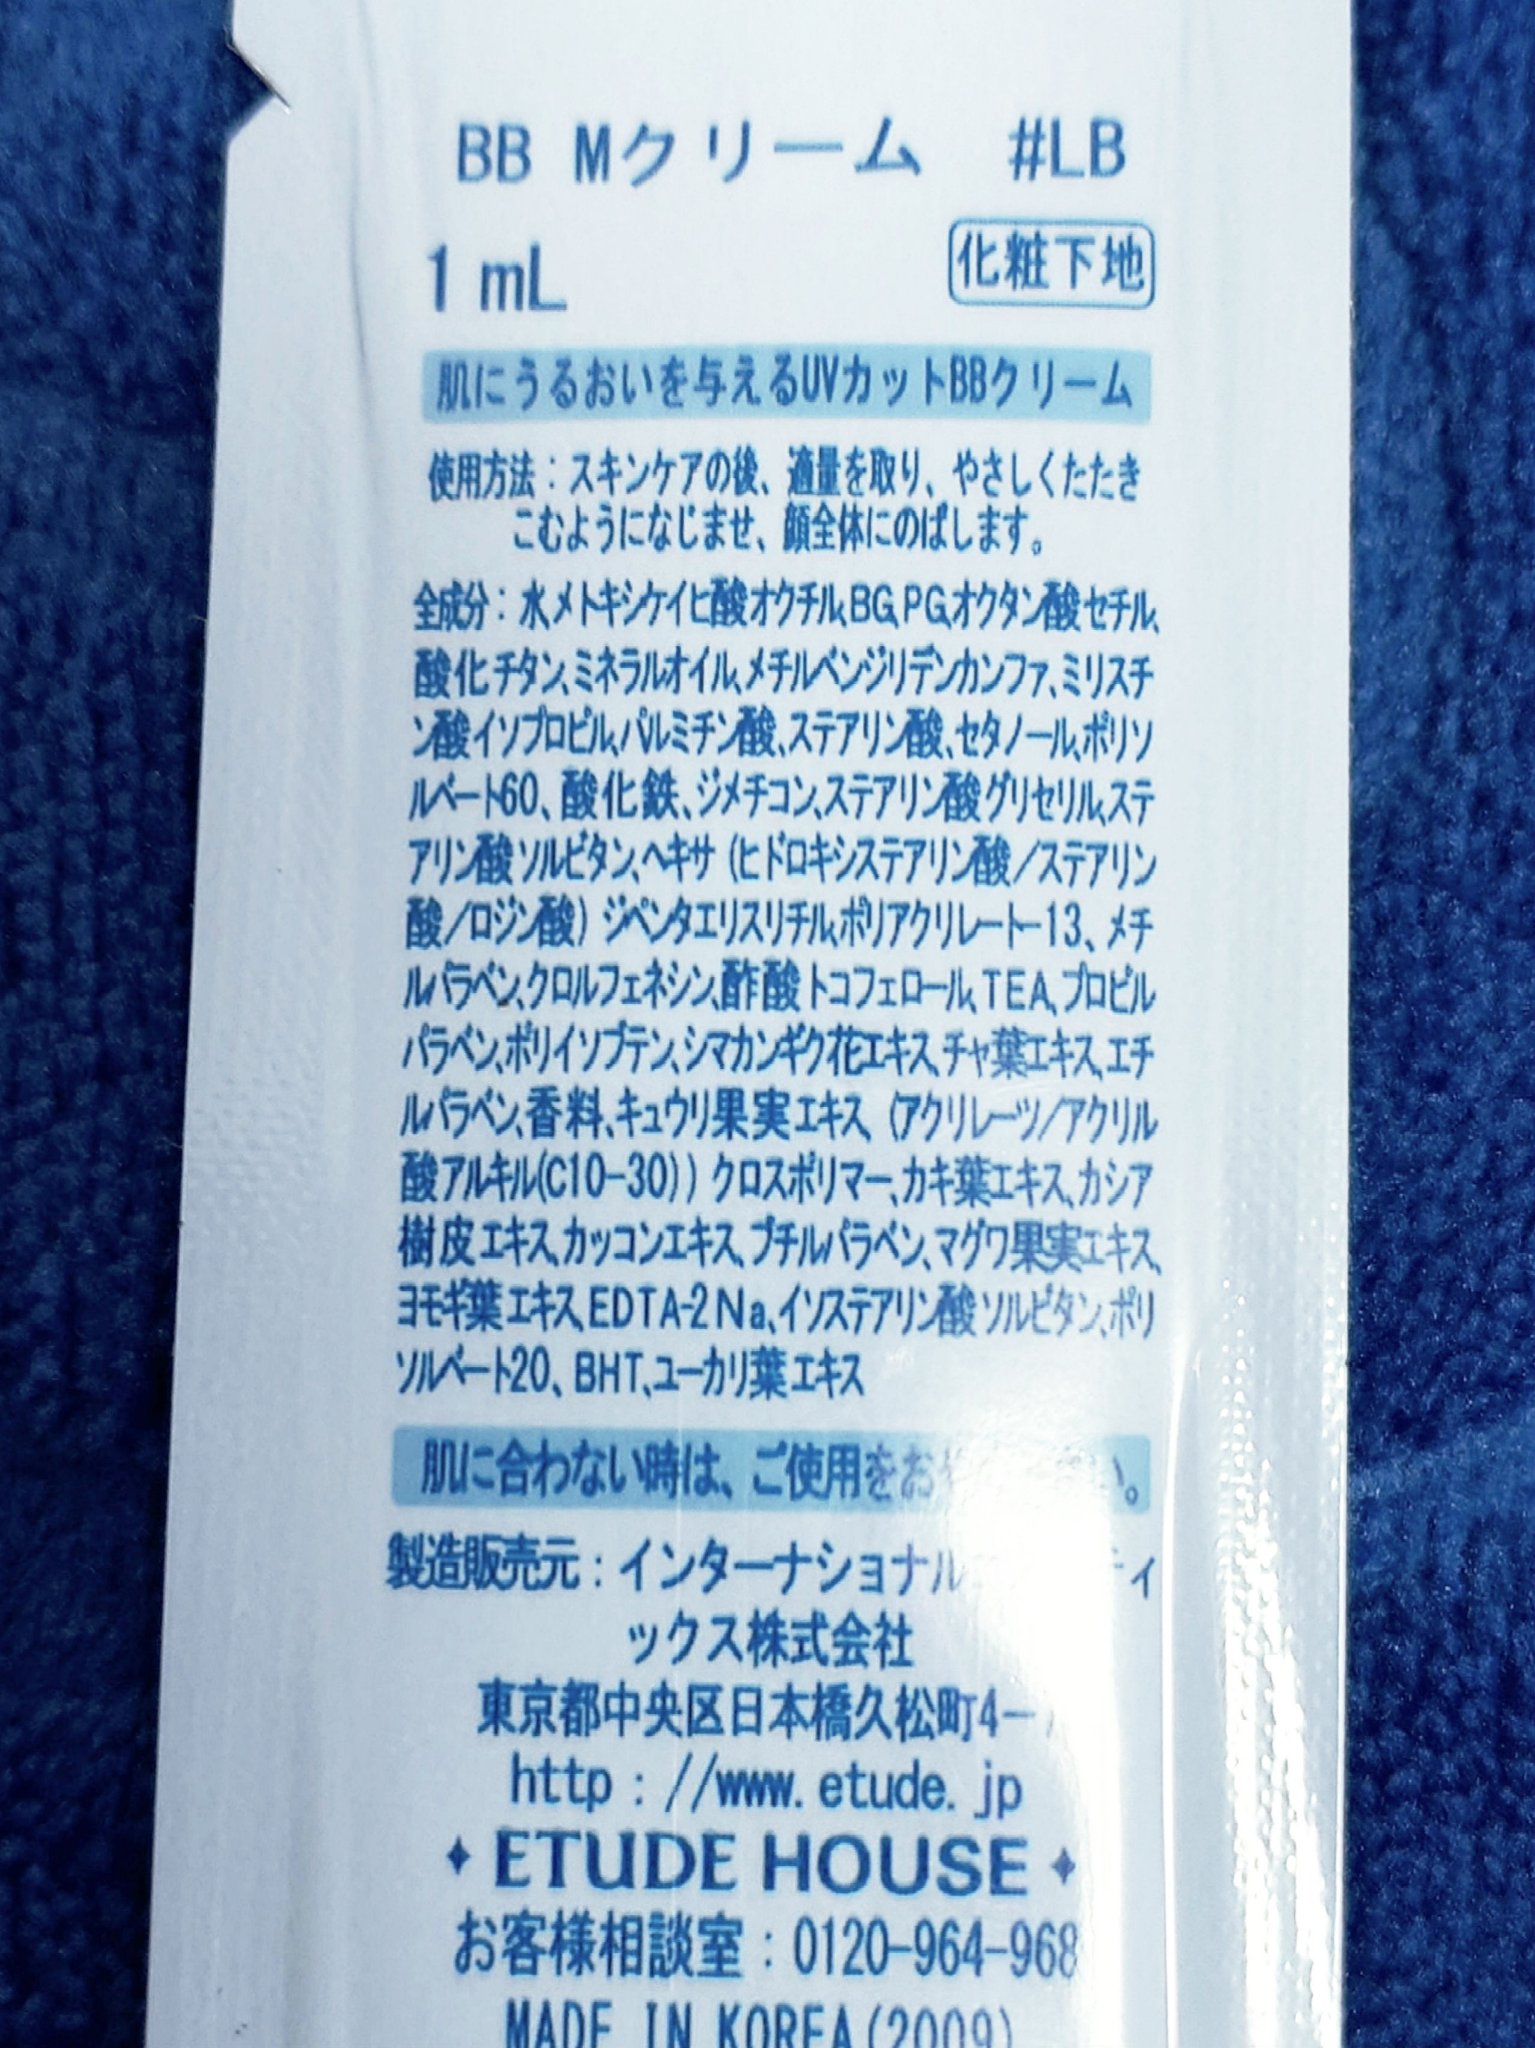 BB Mクリーム #LB
1 mL
化粧下地
肌にうるおいを与えるUVカットBBクリーム
使用方法：スキンケアの後、適量を取り、やさしくたたき
こむようになじませ、顔全体にのばします。
全成分：水、メトキシケイヒ酸オクチル、BG、PG、オクタン酸セチル、
酸化チタン、ミネラルオイル、メチルベンジリデンカンファ、ミリスチ
ン酸イソプロピル、パルミチン酸、ステアリン酸、セタノール、ポリソ
ルベート60、酸化鉄、ジメチコン、ステアリン酸グリセリル、ステ
アリン酸ソルビタン、ヘキサ（ヒドロキシステアリン酸／ステアリン
酸／ロジン酸）ジペンタエリスリチル、ポリアクリレート-13、メチ
ルパラベン、クロルフェネシン、酢酸トコフェロール、TEA、プロピル
パラベン、ポリイソブテン、シマカンギク花エキス、チャ葉エキス、エチ
ルパラベン、香料、キュウリ果実エキス、（アクリレーツ／アクリル
酸アルキル(C10-30)）クロスポリマー、カキ葉エキス、カシア
樹皮エキス、カッコンエキス、ブチルパラベン、マグワ果実エキス、
ヨモギ葉エキス、EDTA-2Na、イソステアリン酸ソルビタン、ポリ
ソルベート20、BHT、ユーカリ葉エキス
肌に合わない時は、ご使用をお い。
製造販売元：インターナショナル ティ
ックス株式会社
東京都中央区日本橋久松町4-
http://www.etude.jp
ETUDE HOUSE
お客様相談室：0120-964-968
MADE IN KOREA(2009)